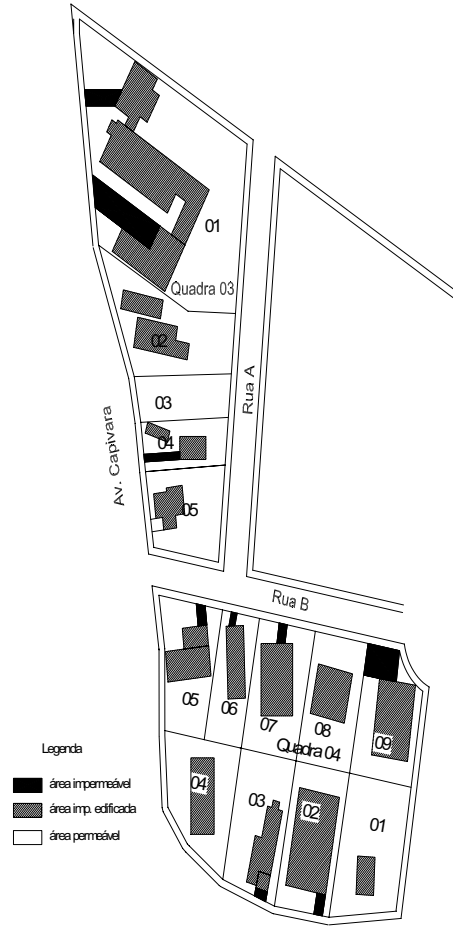 01
Quadra 03
02
Rua A
03
Av. Capivara
04
05
Rua B
05
06
07
08
09
Quadra 04
04
03
02
01
Legenda
área impermeável
área imp. edificada
área permeável